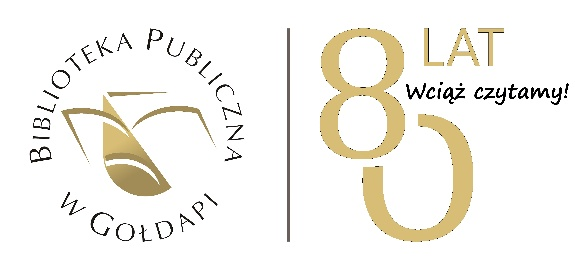 BIBLIOTEKA PUBLICZNA
W GOŁDAPI
80 LAT
Wciąż czytamy!